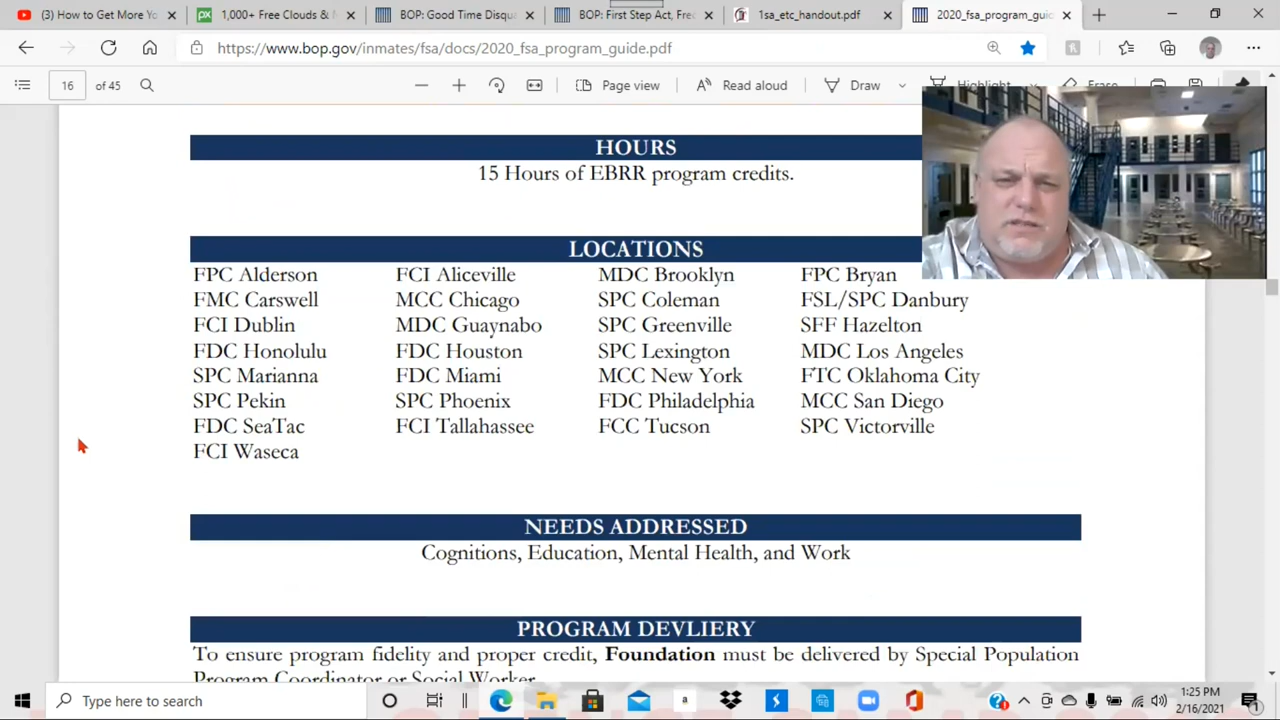 (3) How to Get More Yo
1,000+ Free Clouds &
BOP: Good Time Disqu
BOP: First Step Act, Fre
1sa_etc_handout.pdf
2020_fsa_program_gui
https://www.bop.gov/inmates/fsa/docs/2020_fsa_program_guide.pdf
16 of 45
Page view
Read aloud
Draw
Highlight
Erase
HOURS
15 Hours of EBRR program credits.
LOCATIONS
FPC Alderson FCI Aliceville MDC Brooklyn FPC Bryan
FMC Carswell MCC Chicago SPC Coleman FSL/SPC Danbury
FCI Dublin MDC Guaynabo SPC Greenville SFF Hazelton
FDC Honolulu FDC Houston SPC Lexington MDC Los Angeles
SPC Marianna FDC Miami MCC New York FTC Oklahoma City
SPC Pekin SPC Phoenix FDC Philadelphia MCC San Diego
FDC SeaTac FCI Tallahassee FCC Tucson SPC Victorville
FCI Waseca
NEEDS ADDRESSED
Cognitions, Education, Mental Health, and Work
PROGRAM DEVLIERY
To ensure program fidelity and proper credit, Foundation must be delivered by Special Population
Program Coordinator or Social Worker
Type here to search
1:25 PM
2/16/2021